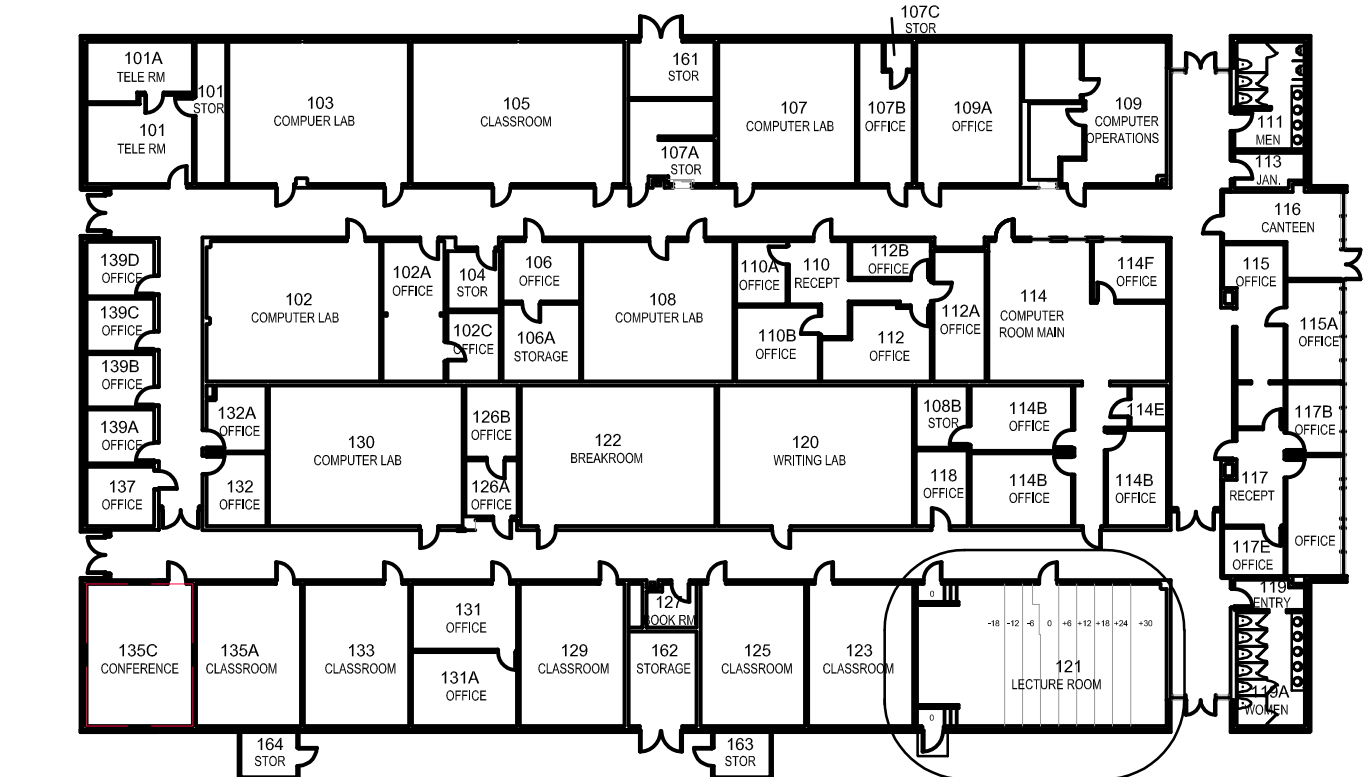 107C
STOR
101A
TELE RM
101
STOR
101
TELE RM
103
COMPUER LAB
105
CLASSROOM
161
STOR
107A
STOR
107
COMPUTER LAB
107B
OFFICE
109A
OFFICE
109
COMPUTER
OPERATIONS
111
MEN
113
JAN.
116
CANTEEN
139D
OFFICE
139C
OFFICE
139B
OFFICE
139A
OFFICE
137
OFFICE
102
COMPUTER LAB
102A
OFFICE
104
STOR
102C
OFFICE
106
OFFICE
106A
STORAGE
108
COMPUTER LAB
110A
OFFICE
110
RECEPT
110B
OFFICE
112B
OFFICE
112
OFFICE
112A
OFFICE
114
COMPUTER
ROOM MAIN
114F
OFFICE
115
OFFICE
115A
OFFICE
132A
OFFICE
132
OFFICE
130
COMPUTER LAB
126B
OFFICE
126A
OFFICE
122
BREAKROOM
120
WRITING LAB
108B
STOR
118
OFFICE
114B
OFFICE
114B
OFFICE
114E
114B
OFFICE
117B
OFFICE
117
RECEPT
OFFICE
117E
OFFICE
119
ENTRY
119A
WOMEN
135C
CONFERENCE
135A
CLASSROOM
133
CLASSROOM
131
OFFICE
131A
OFFICE
129
CLASSROOM
127
BOOK RM
162
STORAGE
125
CLASSROOM
123
CLASSROOM
0
-18 -12 -6 0 +6 +12 +18 +24 +30
121
LECTURE ROOM
0
164
STOR
163
STOR